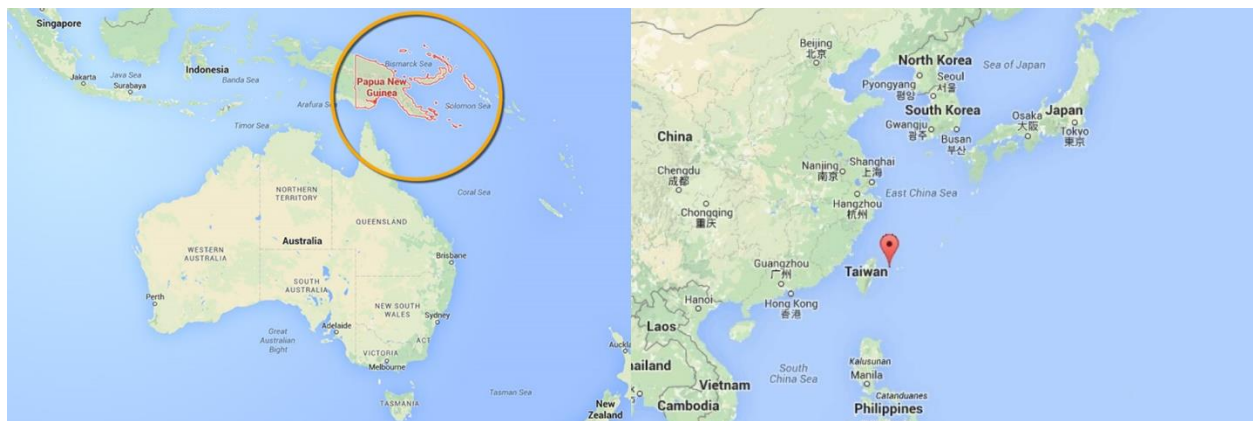 Singapore
Jakarta
Java Sea
Surabaya
Indonesia
Banda Sea
Arafura Sea
Timor Sea
Bismarck Sea
Papua New
Guinea
Solomon Sea
Coral Sea
NORTHERN
TERRITORY
QUEENSLAND
Australia
WESTERN
AUSTRALIA
Brisbane
SOUTH
AUSTRALIA
Perth
NEW SOUTH
WALES
Sydney
Adelaide
Great
Australian
Bight
ACT
VICTORIA
Melbourne
Auckla
Tasman Sea
TASMANIA
New
Zealand
Beijing
北京
North Korea
Sea of Japan
Pyongyang
평양
Seoul
서울
South Korea
Gwangju
광주
Busan
부산
Osaka
大阪
Japan
Tokyo
東京
China
Chengdu
成都
Nanjing
南京
Shanghai
上海
Chongqing
重庆
Hangzhou
杭州
East China Sea
Guangzhou
广州
Taiwan
Hanoi
Hong Kong
香港
Laos
hailand
Vietnam
Cambodia
South
China Sea
Kalusunan
Manila
Catanduanes
Philippines